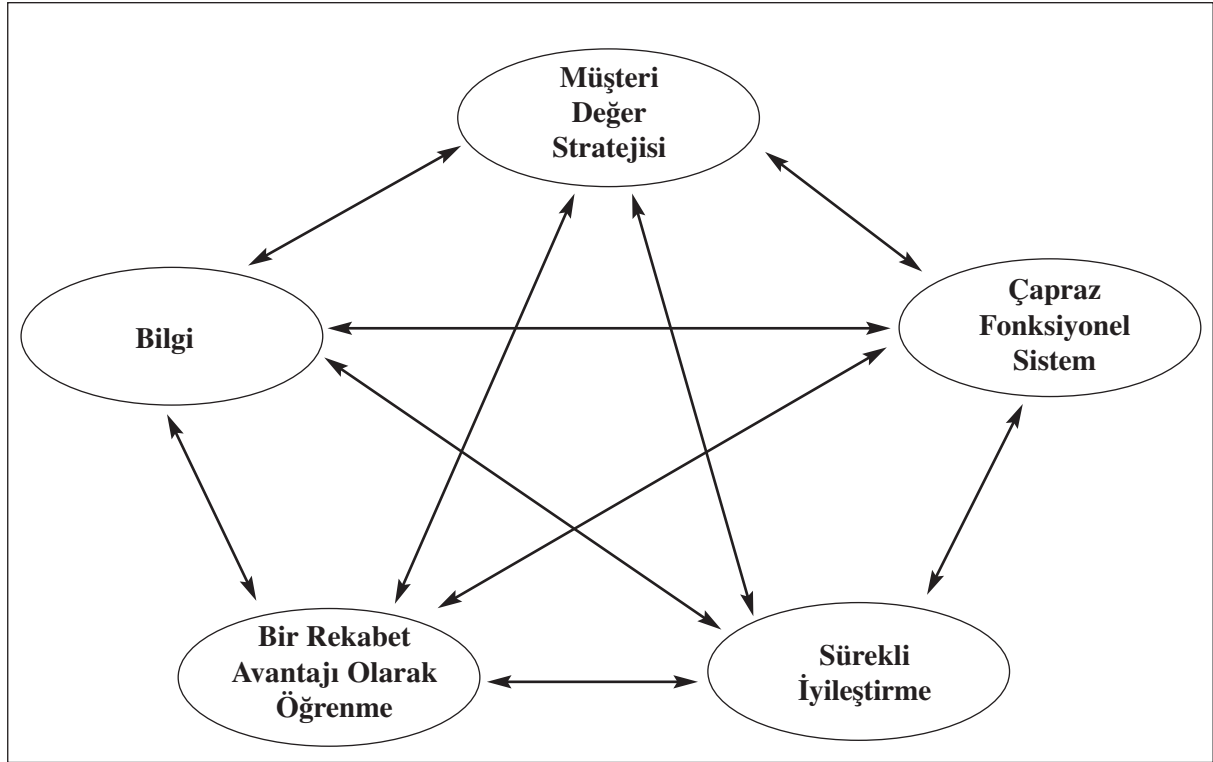 Müşteri
Değer
Stratejisi
Bilgi
Çapraz
Fonksiyonel
Sistem
Bir Rekabet
Avantajı Olarak
Öğrenme
Sürekli
İyileştirme